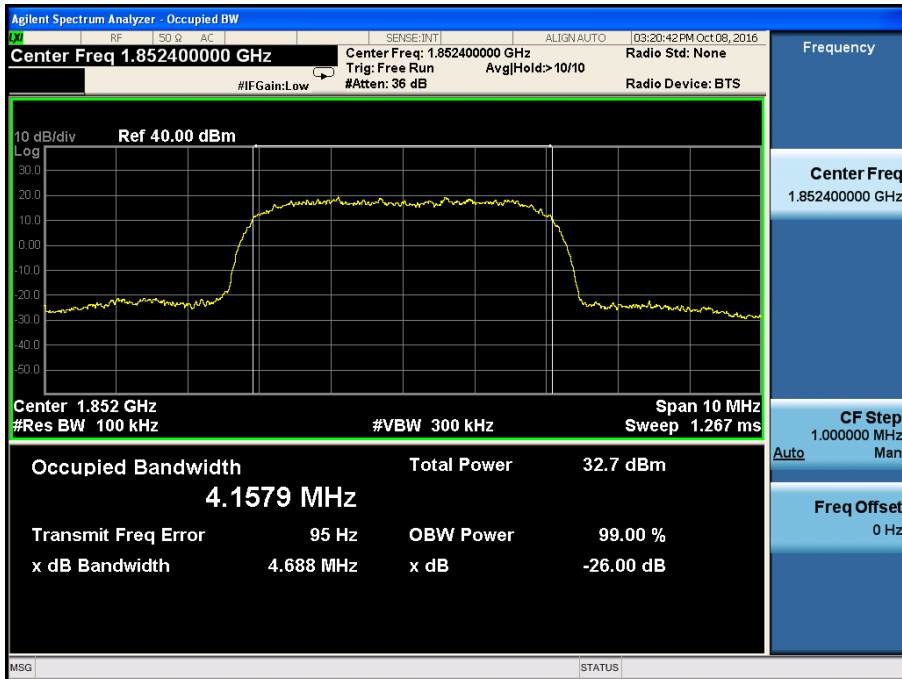 Agilent Spectrum Analyzer - Occupied BW
LXI RF 50 Ω AC SENSE:INT ALIGN AUTO 03:20:42 PM Oct 08, 2016
Center Freq 1.852400000 GHz
Center Freq: 1.852400000 GHz
Radio Std: None
Trig: Free Run Avg|Hold:>10/10
#IFGain:Low
#Atten: 36 dB
Radio Device: BTS
10 dB/div Ref 40.00 dBm
Log
30.0
20.0
10.0
0.00
-10.0
-20.0
-30.0
-40.0
-50.0
Center 1.852 GHz Span 10 MHz
#Res BW 100 kHz #VBW 300 kHz Sweep 1.267 ms
Occupied Bandwidth Total Power 32.7 dBm
4.1579 MHz
Transmit Freq Error 95 Hz OBW Power 99.00 %
x dB Bandwidth 4.688 MHz x dB -26.00 dB
MSG STATUS
Frequency
Center Freq
1.852400000 GHz
CF Step
1.000000 MHz
Auto Man
Freq Offset
0 Hz